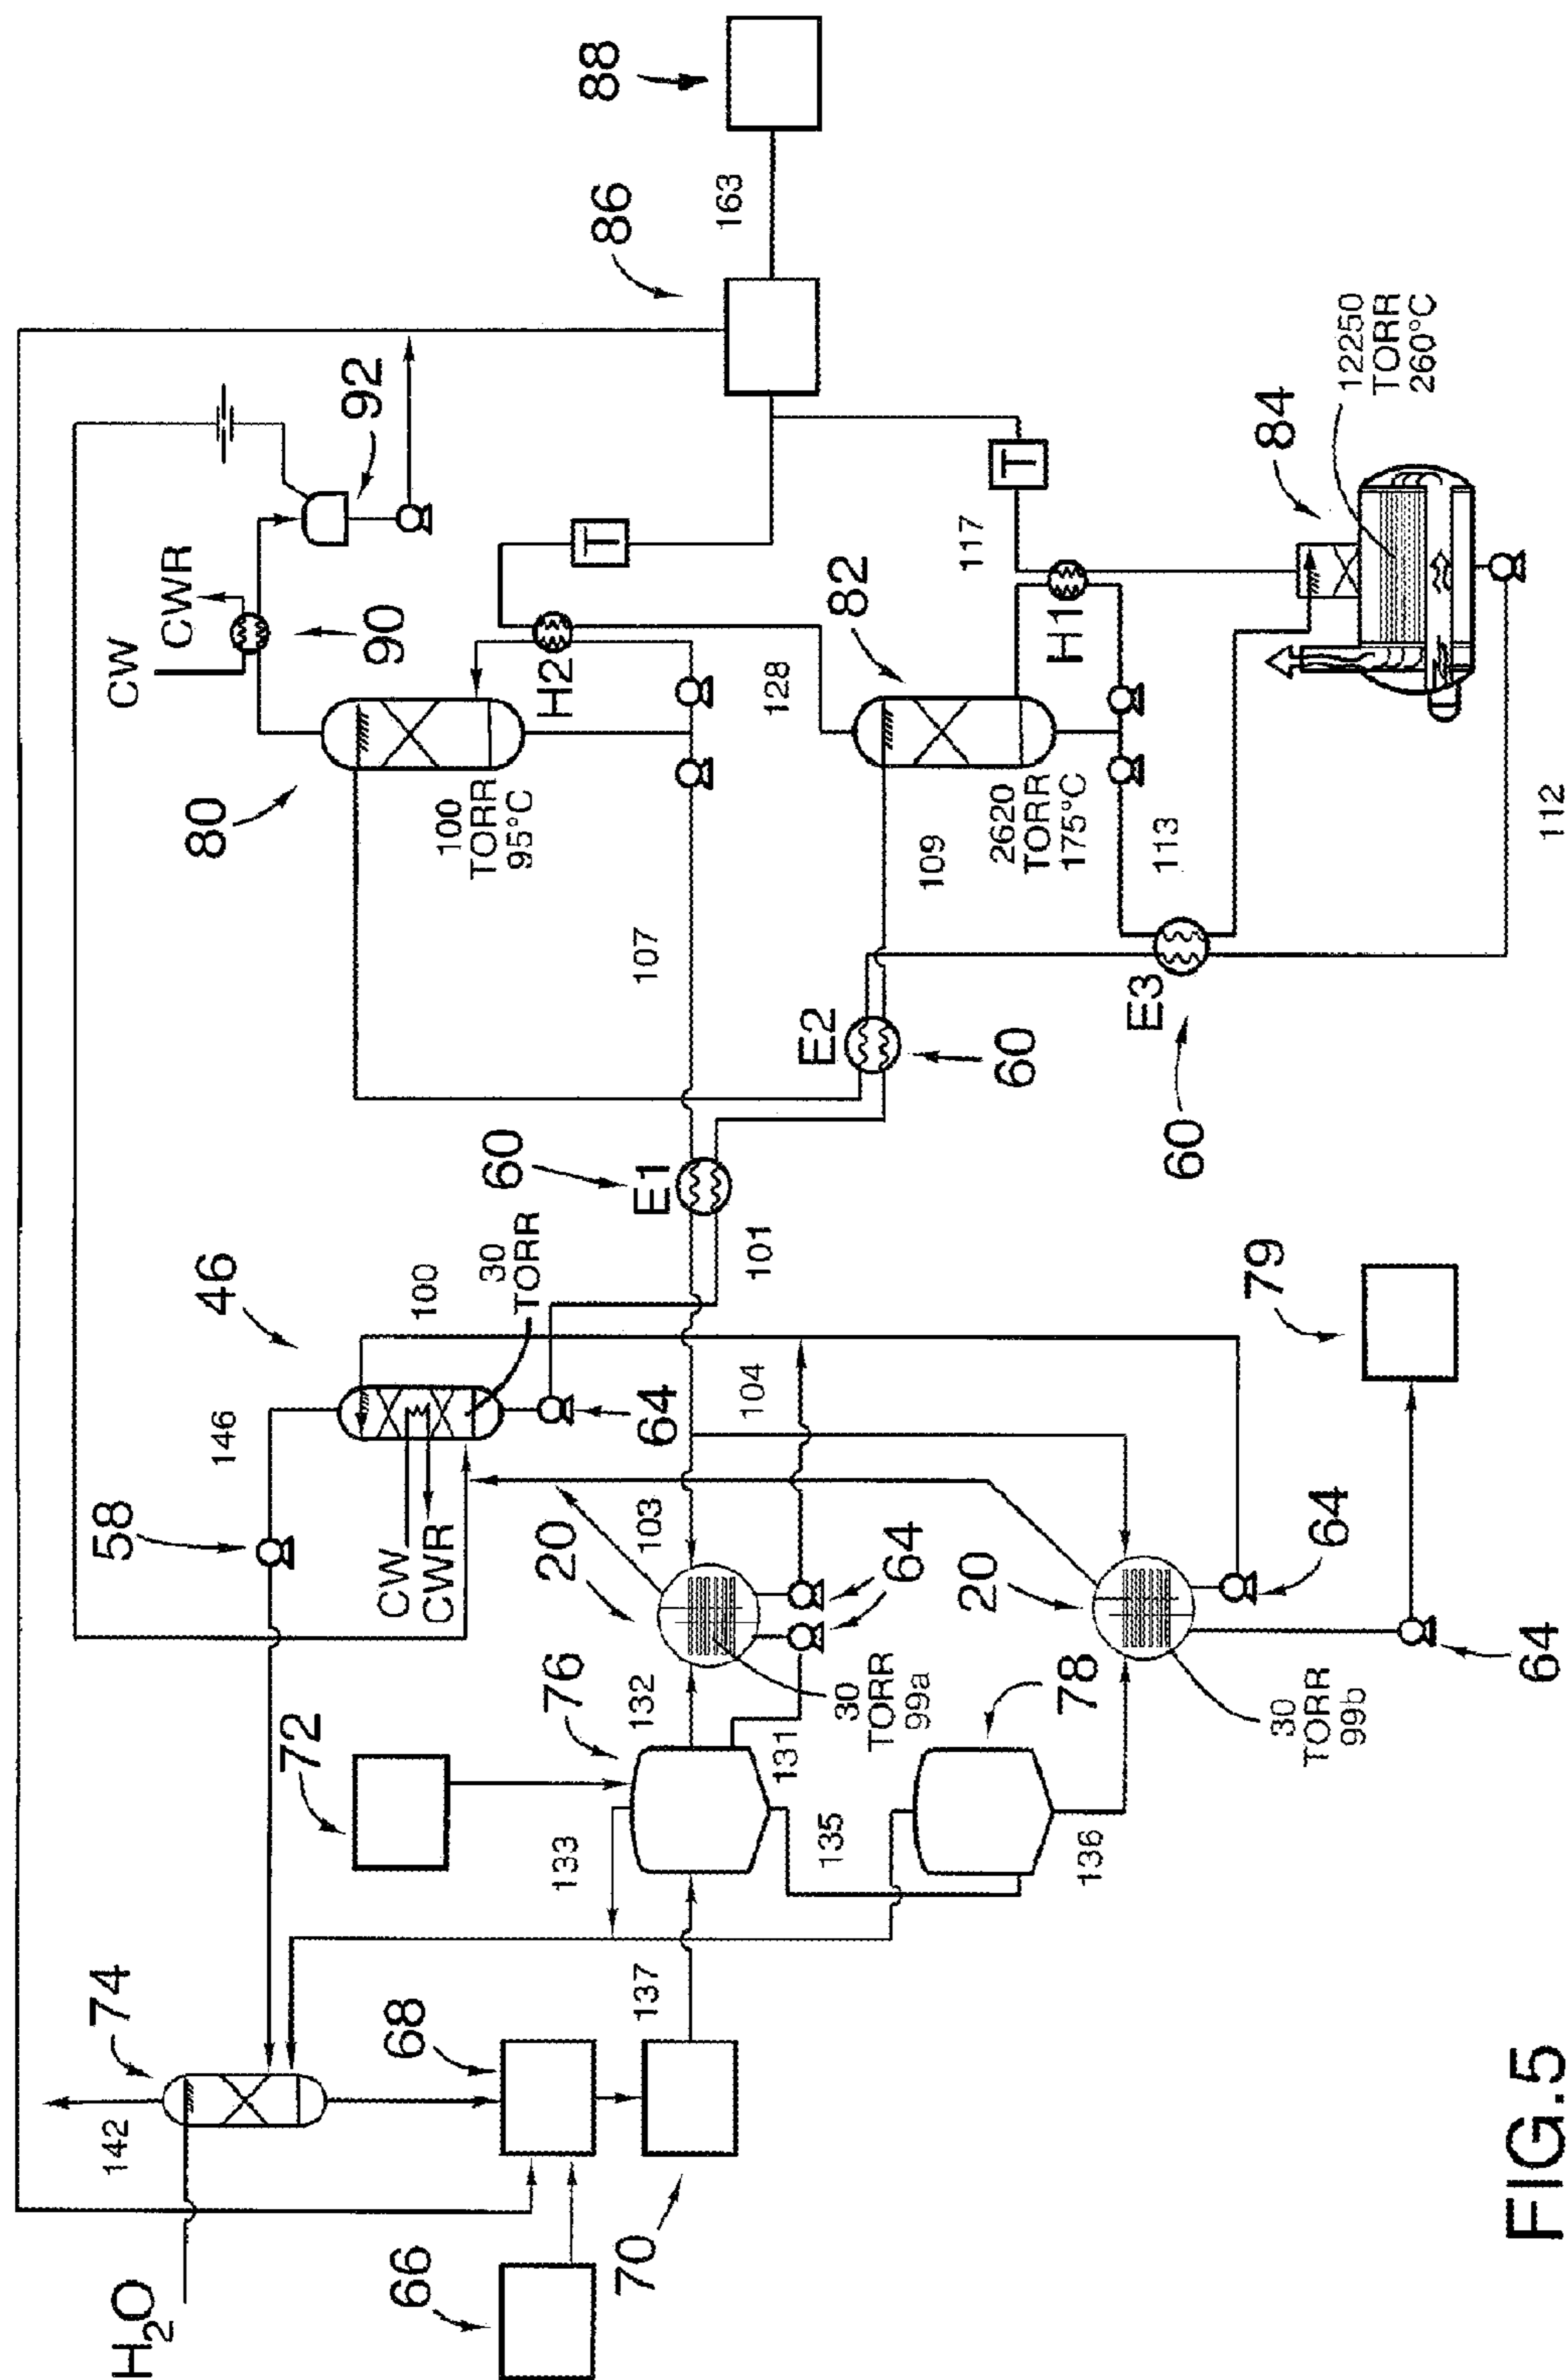 88
163
86
92
CWR
CW
90
H2
T
80
100
TORR
95°C
128
82
117
T
H1
84
12250
TORR
260°C
107
109
2620
TORR
175°C
113
112
E2
60
E3
60
60
E1
101
46
100
30
TORR
146
64
104
79
58
CW
CWR
103
20
64
20
64
64
72
76
132
30
TORR
99a
131
78
30
TORR
99b
133
135
136
74
142
68
137
H₂O
66
70
FIG.5